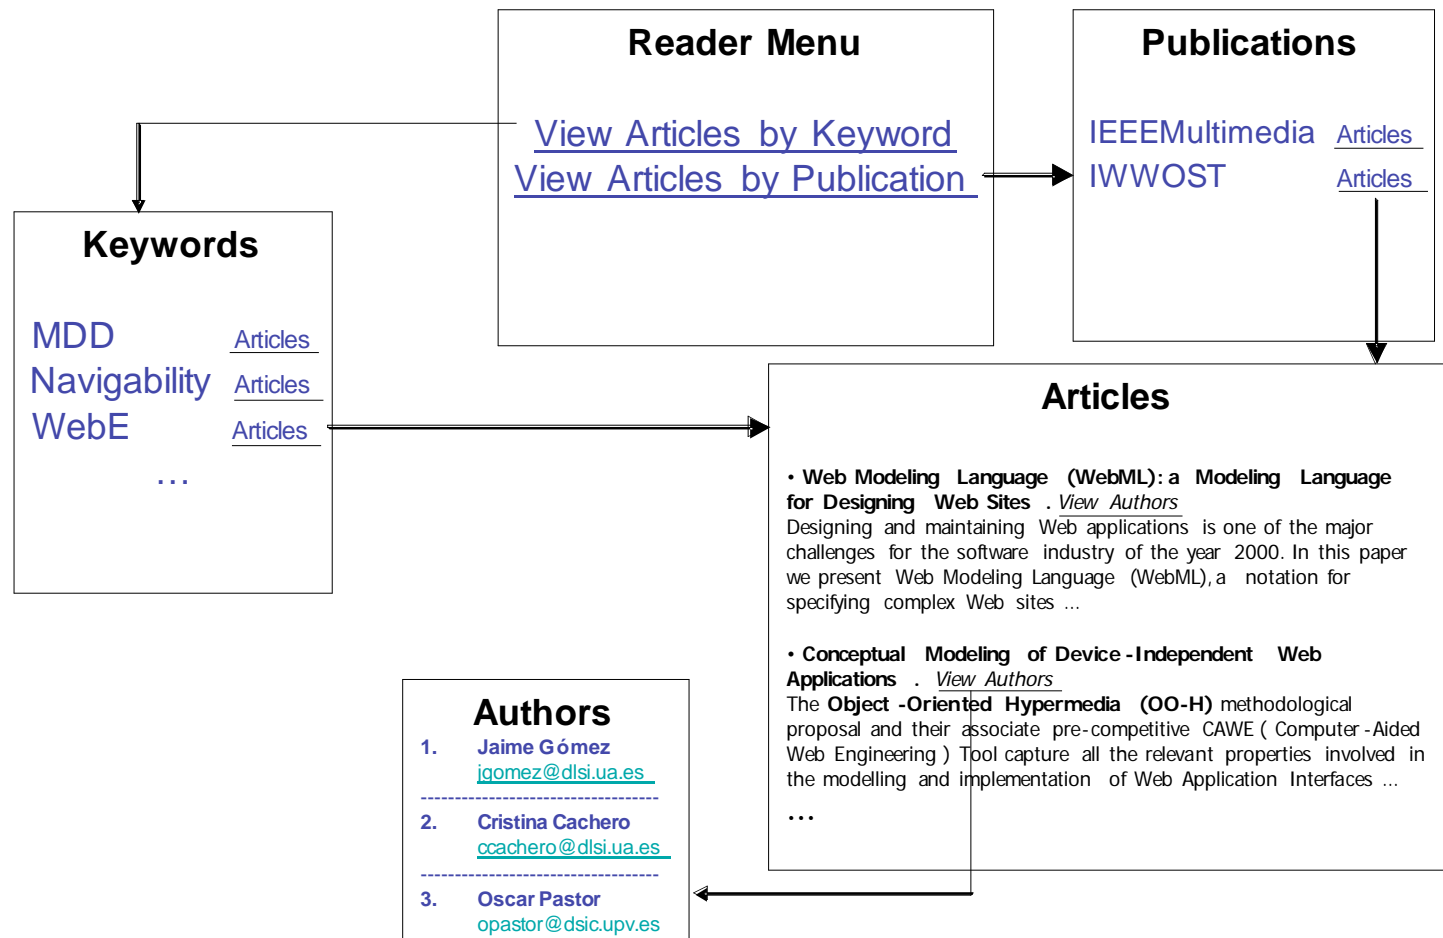 Reader Menu
View Articles by Keyword
View Articles by Publication
Publications
IEEEMultimedia Articles
IWWOST Articles
Keywords
MDD Articles
Navigability Articles
WebE Articles
...
Articles
• Web Modeling Language (WebML): a Modeling Language
for Designing Web Sites . View Authors
Designing and maintaining Web applications is one of the major
challenges for the software industry of the year 2000. In this paper
we present Web Modeling Language (WebML), a notation for
specifying complex Web sites ...
• Conceptual Modeling of Device-Independent Web
Applications . View Authors
The Object-Oriented Hypermedia (OO-H) methodological
proposal and their associate pre-competitive CAWE ( Computer-Aided
Web Engineering ) Tool capture all the relevant properties involved in
the modelling and implementation of Web Application Interfaces ...
...
Authors
1. Jaime Gómez
jgomez@dlsi.ua.es
----------------------------------
2. Cristina Cachero
ccachero@dlsi.ua.es
----------------------------------
3. Oscar Pastor
opastor@dsic.upv.es